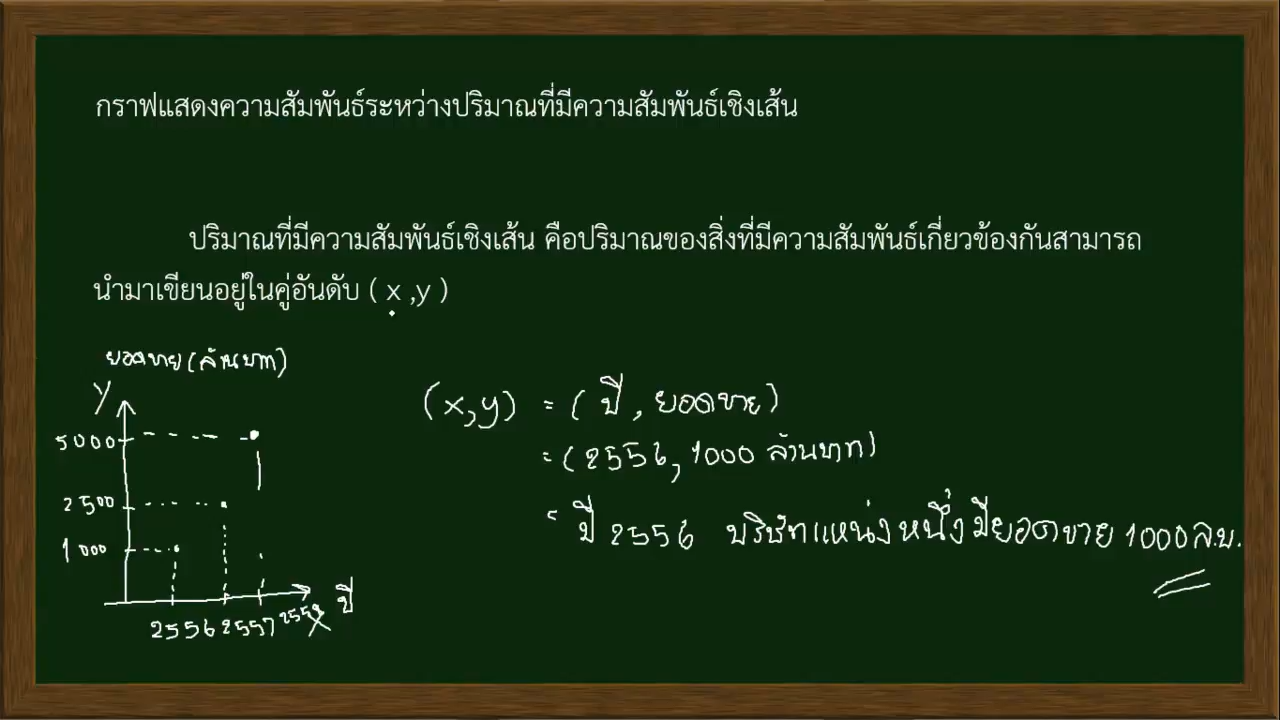 กราฟแสดงความสัมพันธ์ระหว่างปริมาณที่มีความสัมพันธ์เชิงเส้น
ปริมาณที่มีความสัมพันธ์เชิงเส้น คือปริมาณของสิ่งที่มีความสัมพันธ์เกี่ยวข้องกันสามารถ
นำมาเขียนอยู่ในคู่อันดับ ( x ,y )
ยอดขาย (ล้านบาท)
y
5000
2500
1000
2556 2557 2558
x ปี
(x,y) = ( ปี , ยอดขาย)
= (2556, 1000 ล้านบาท)
= ปี 2556 บริษัทแหน่งหนึ่งมียอดขาย 1000 ล.บ.